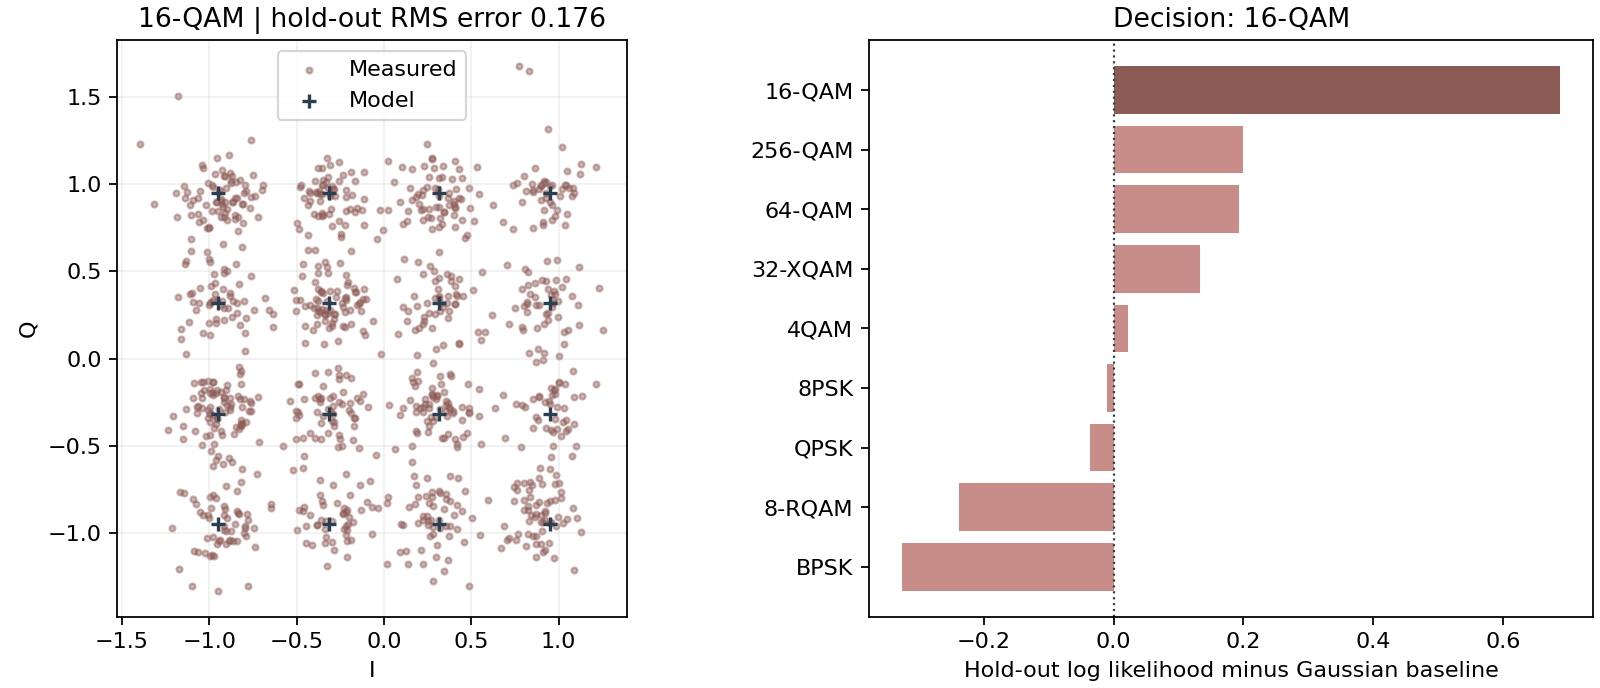 16-QAM | hold-out RMS error 0.176
Measured
Model
1.5
1.0
0.5
0.0
−0.5
−1.0
Q
−1.5
−1.0
−0.5
0.0
0.5
1.0
I
Decision: 16-QAM
16-QAM
256-QAM
64-QAM
32-XQAM
4QAM
8PSK
QPSK
8-RQAM
BPSK
−0.2
0.0
0.2
0.4
0.6
Hold-out log likelihood minus Gaussian baseline